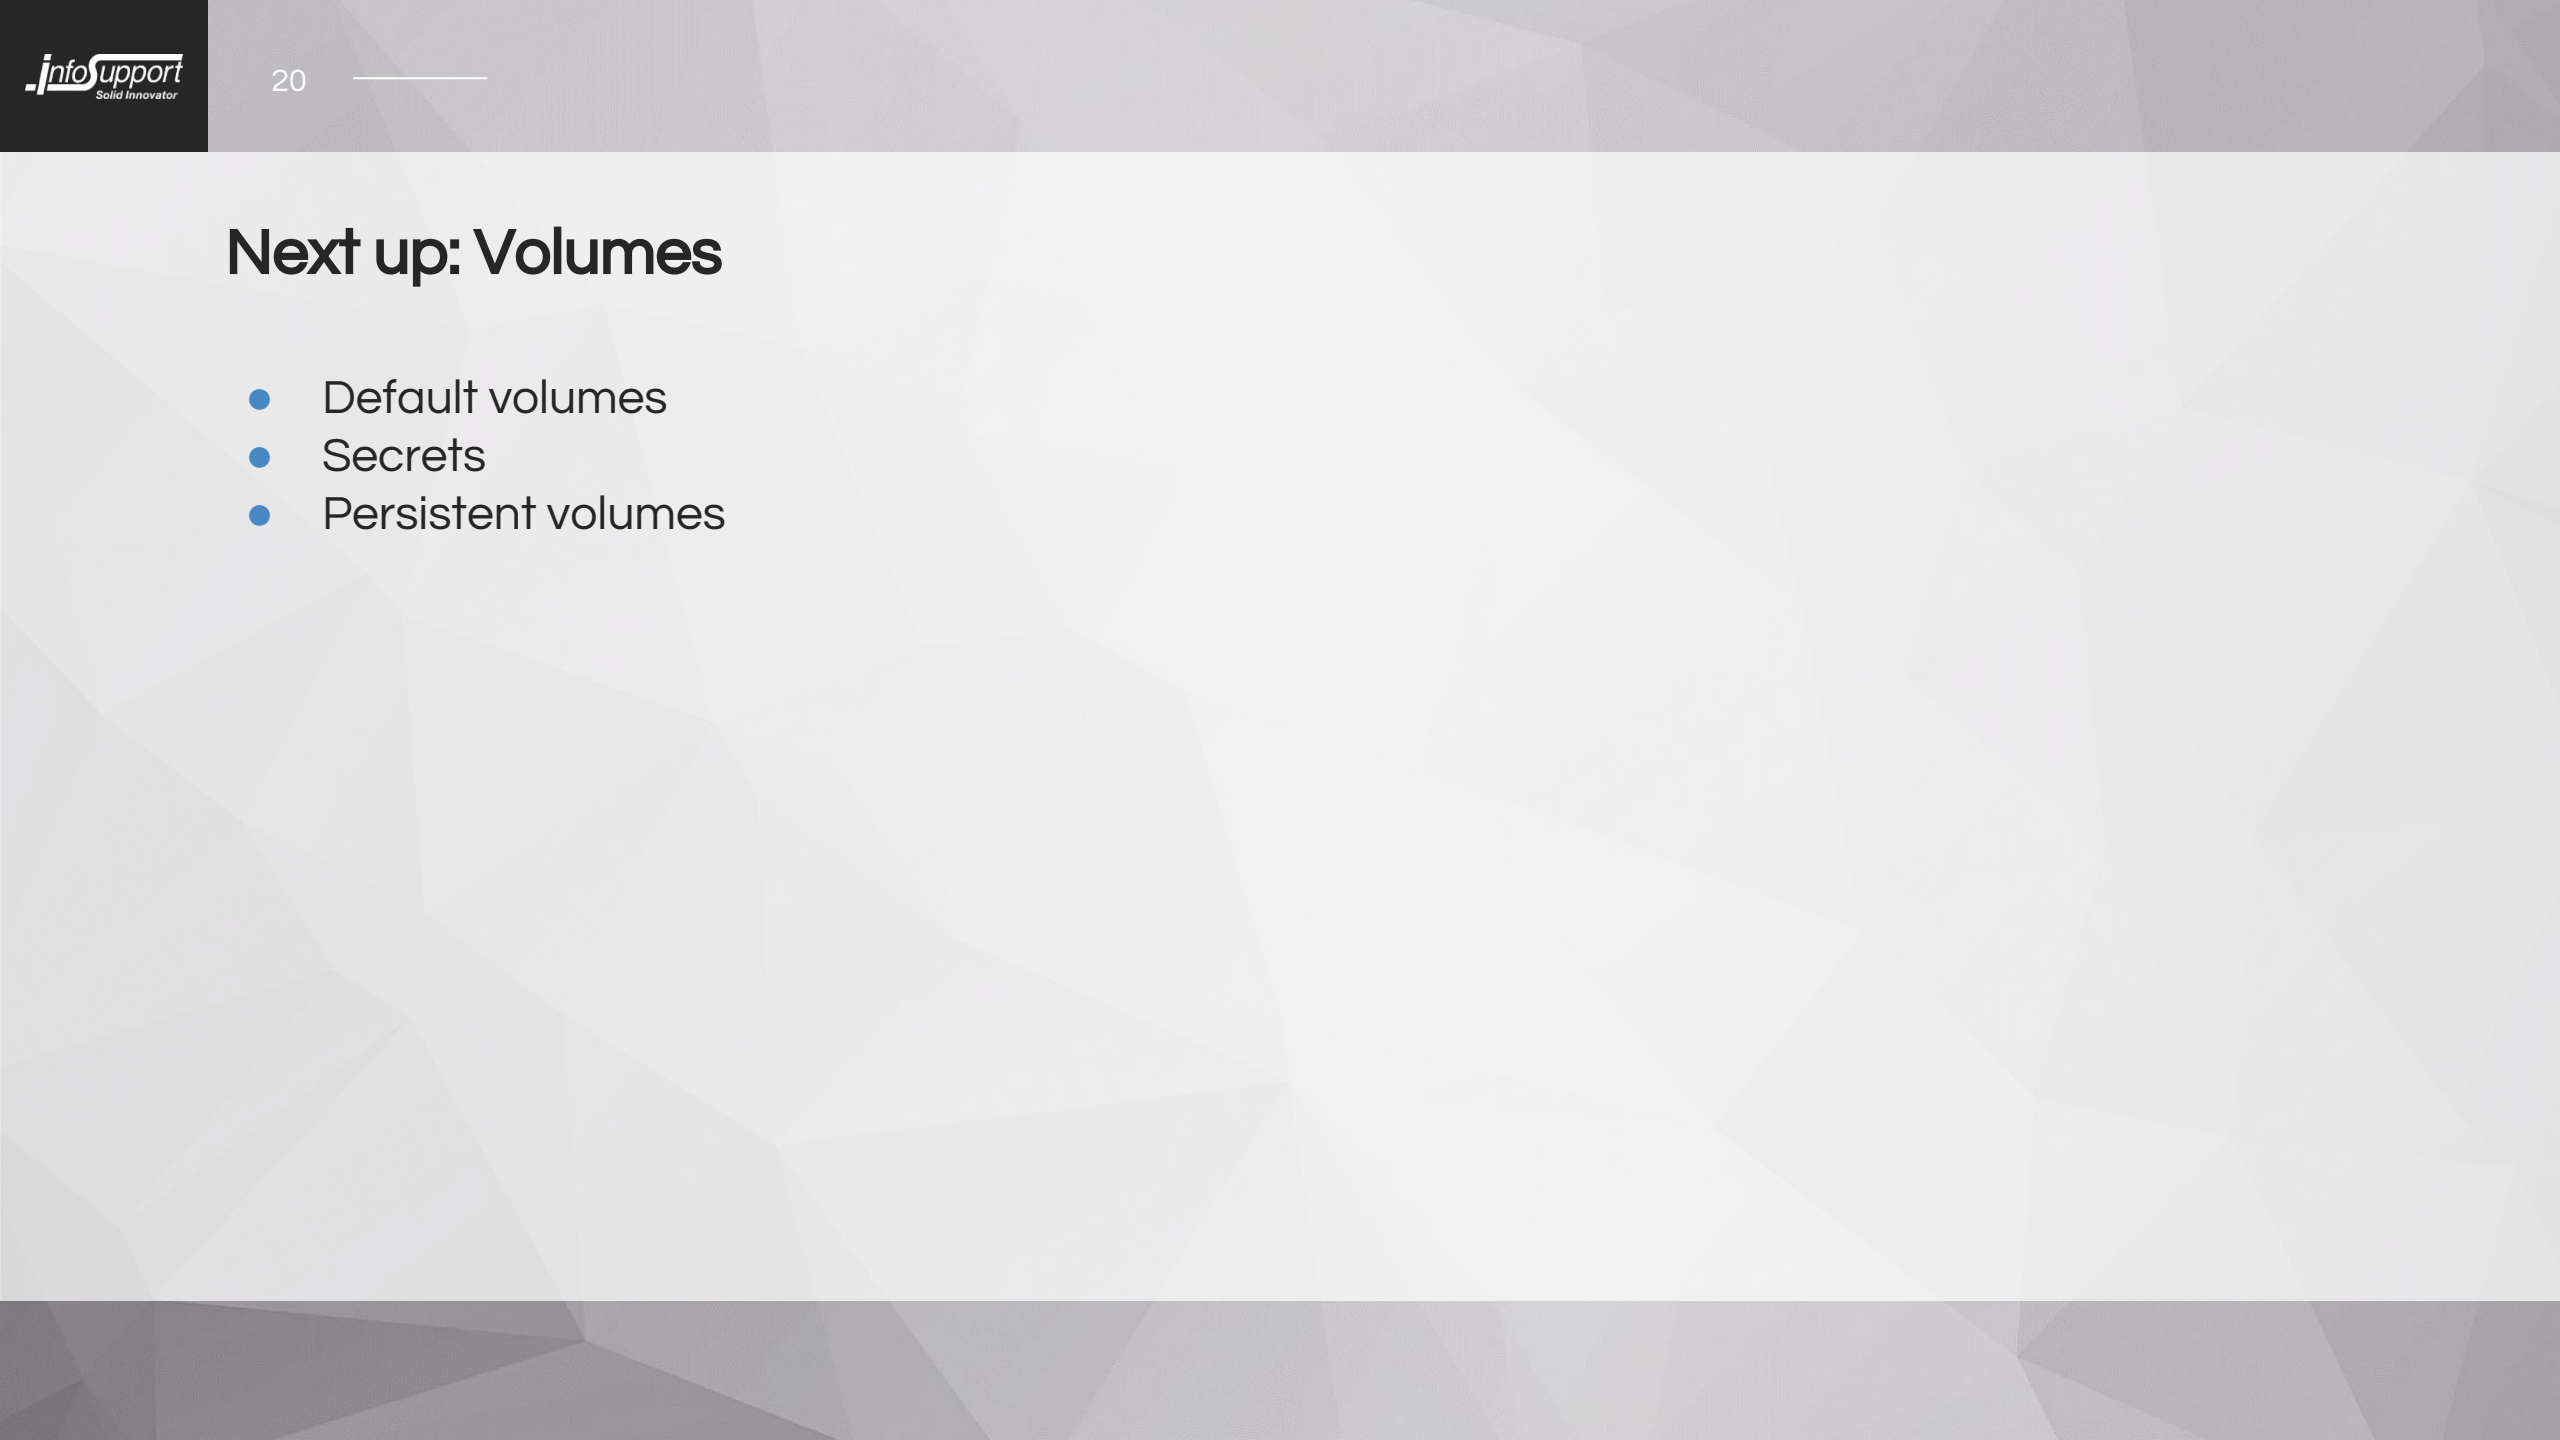 infoSupport
Solid Innovator
20
Next up: Volumes
Default volumes
Secrets
Persistent volumes